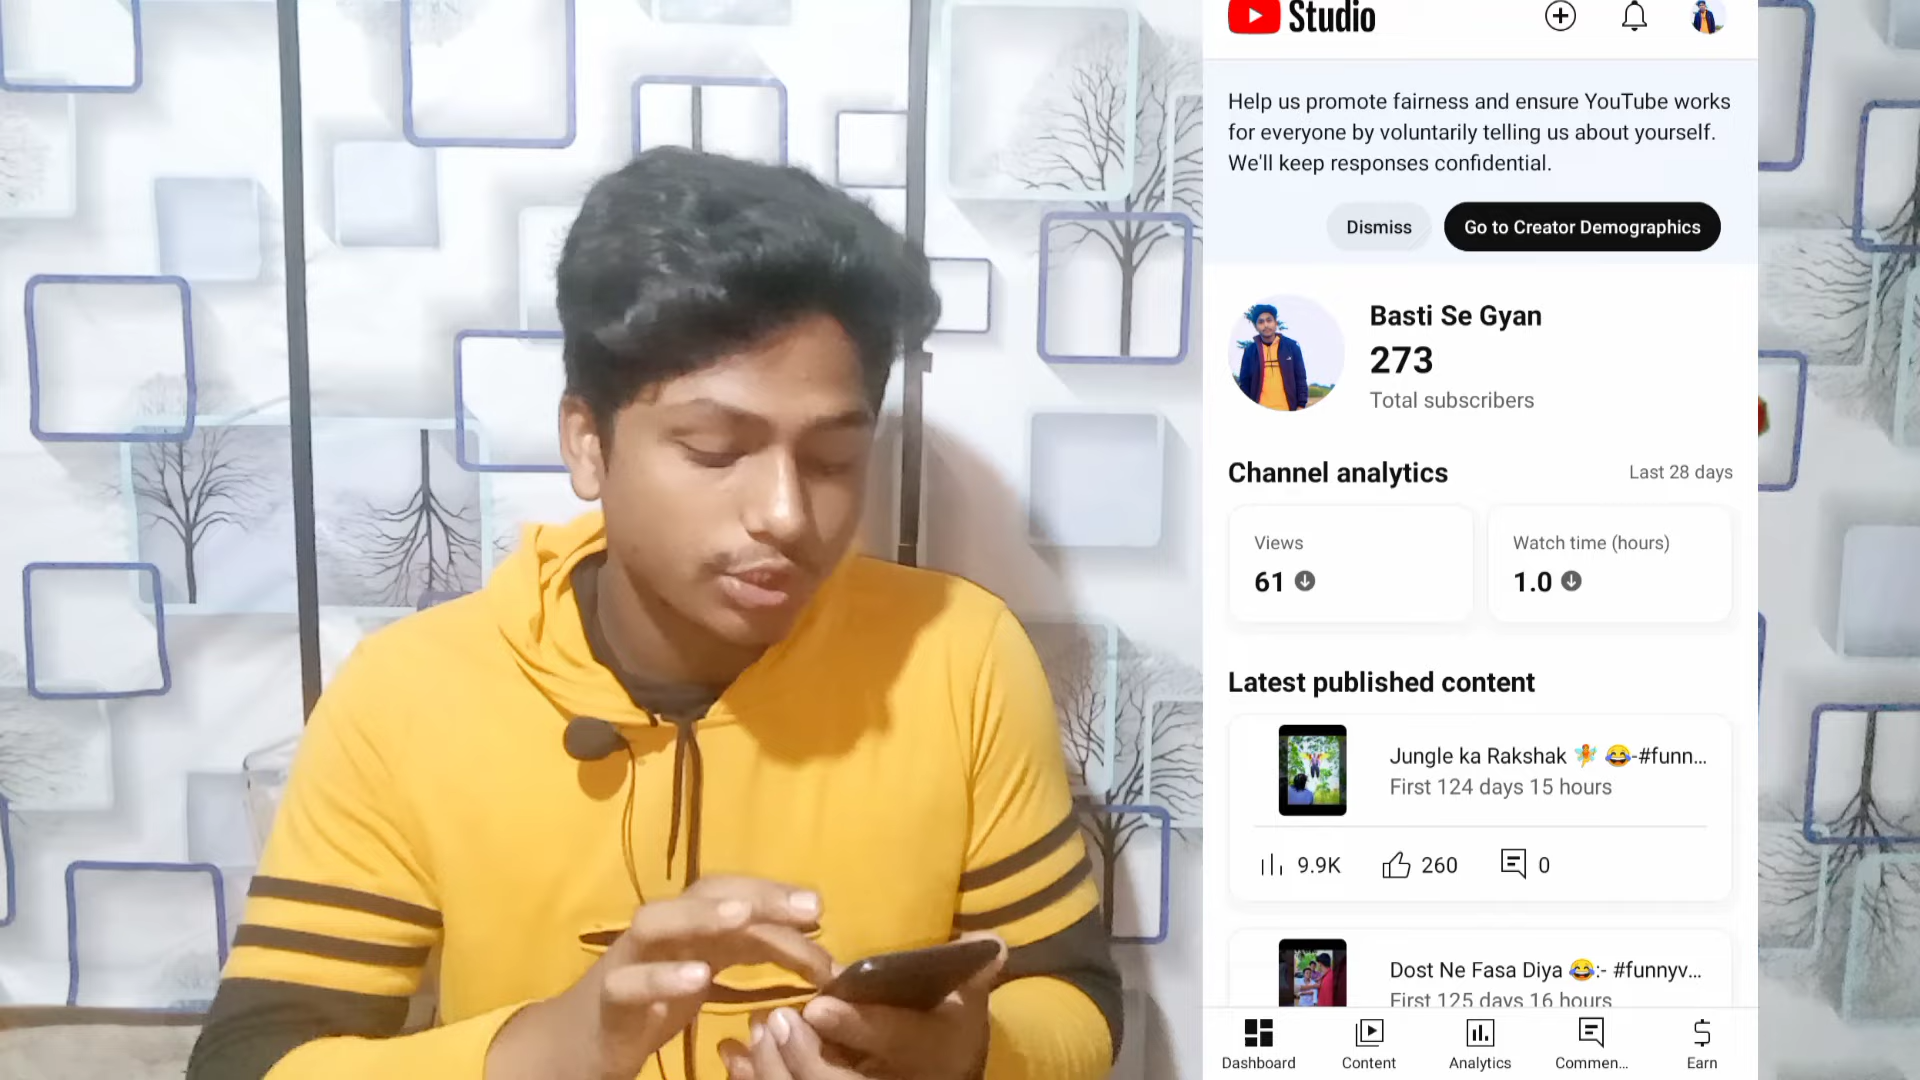 Studio
Help us promote fairness and ensure YouTube works
for everyone by voluntarily telling us about yourself.
We'll keep responses confidential.
Dismiss
Go to Creator Demographics
Basti Se Gyan
273
Total subscribers
Channel analytics
Last 28 days
Views
Watch time (hours)
61
1.0
Latest published content
Jungle ka Rakshak 🧚 😂-#funn...
First 124 days 15 hours
9.9K 260 0
Dost Ne Fasa Diya 😂:- #funnyv...
First 125 days 16 hours
Dashboard
Content
Analytics
Commen...
Earn